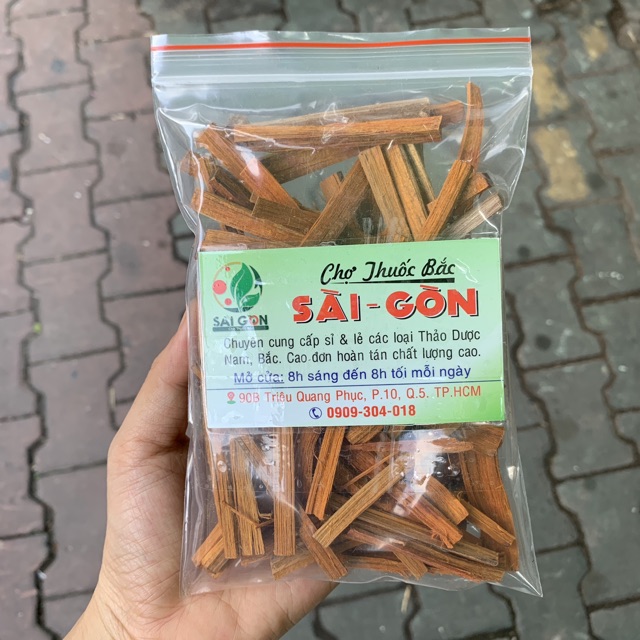 Chợ Thuốc Bắc
SÀI-GÒN
SÀI GÒN
Chuyên cung cấp sỉ & lẻ các loại Thảo Dược
Nam, Bắc. Cao đơn hoàn tán chất lượng cao.
Mở cửa: 8h sáng đến 8h tối mỗi ngày
90B Triệu Quang Phục, P.10, Q.5. TP.HCM
0909-304-018